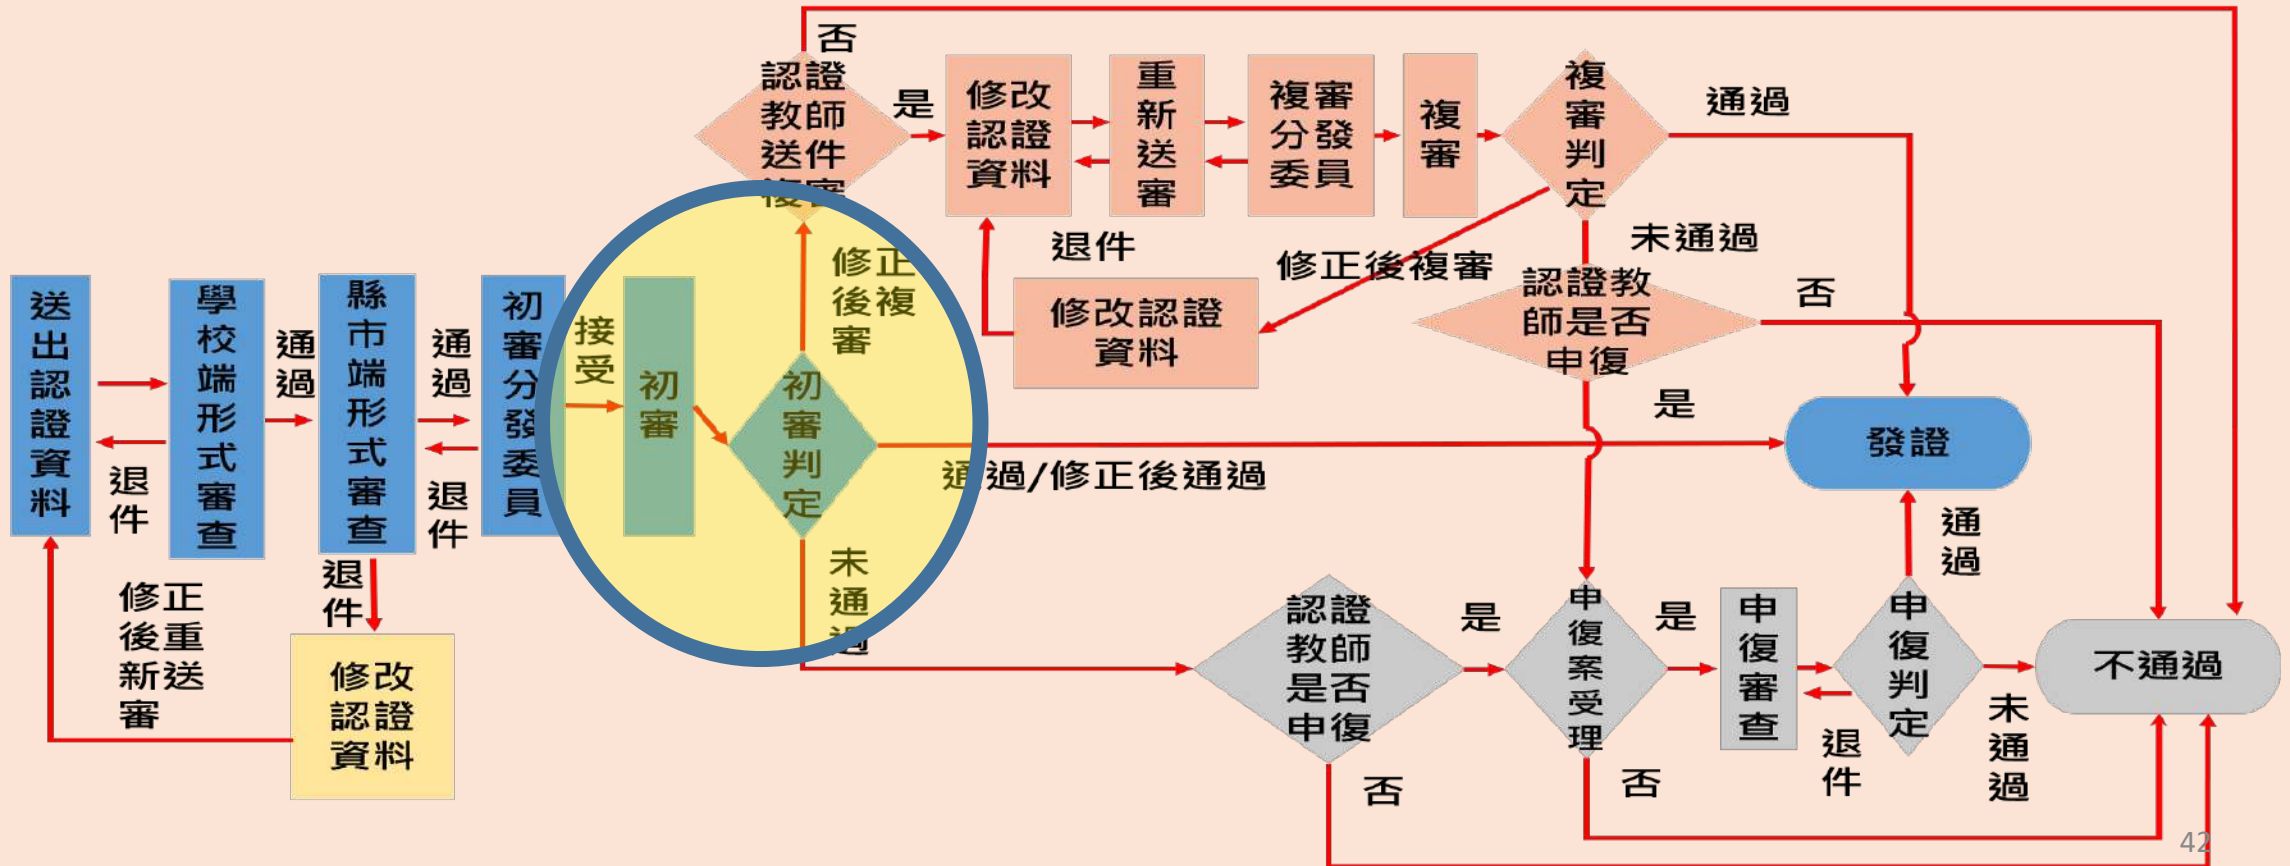 否
認證
教師
送件
複審
是
修改
認證
資料
重
新
送
審
複審
分發
委員
複
審
複
審
判
定
通過
退件
修正後複審
未通過
修改認證
資料
認證教
師是否
申復
否
是
送
出
認
證
資
料
退
件
學
校
端
形
式
審
查
通
過
縣
市
端
形
式
審
查
通
過
退
件
初
審
分
發
委
員
接
受
初
審
初
審
判
定
修正
後複
審
通過/修正後通過
未
通
過
發證
退
件
修正
後重
新送
審
修改
認證
資料
認證
教師
是否
申復
是
否
申
復
案
受
理
是
否
申
復
審
查
申
復
判
定
通
過
退
件
未
通
過
不通過
42